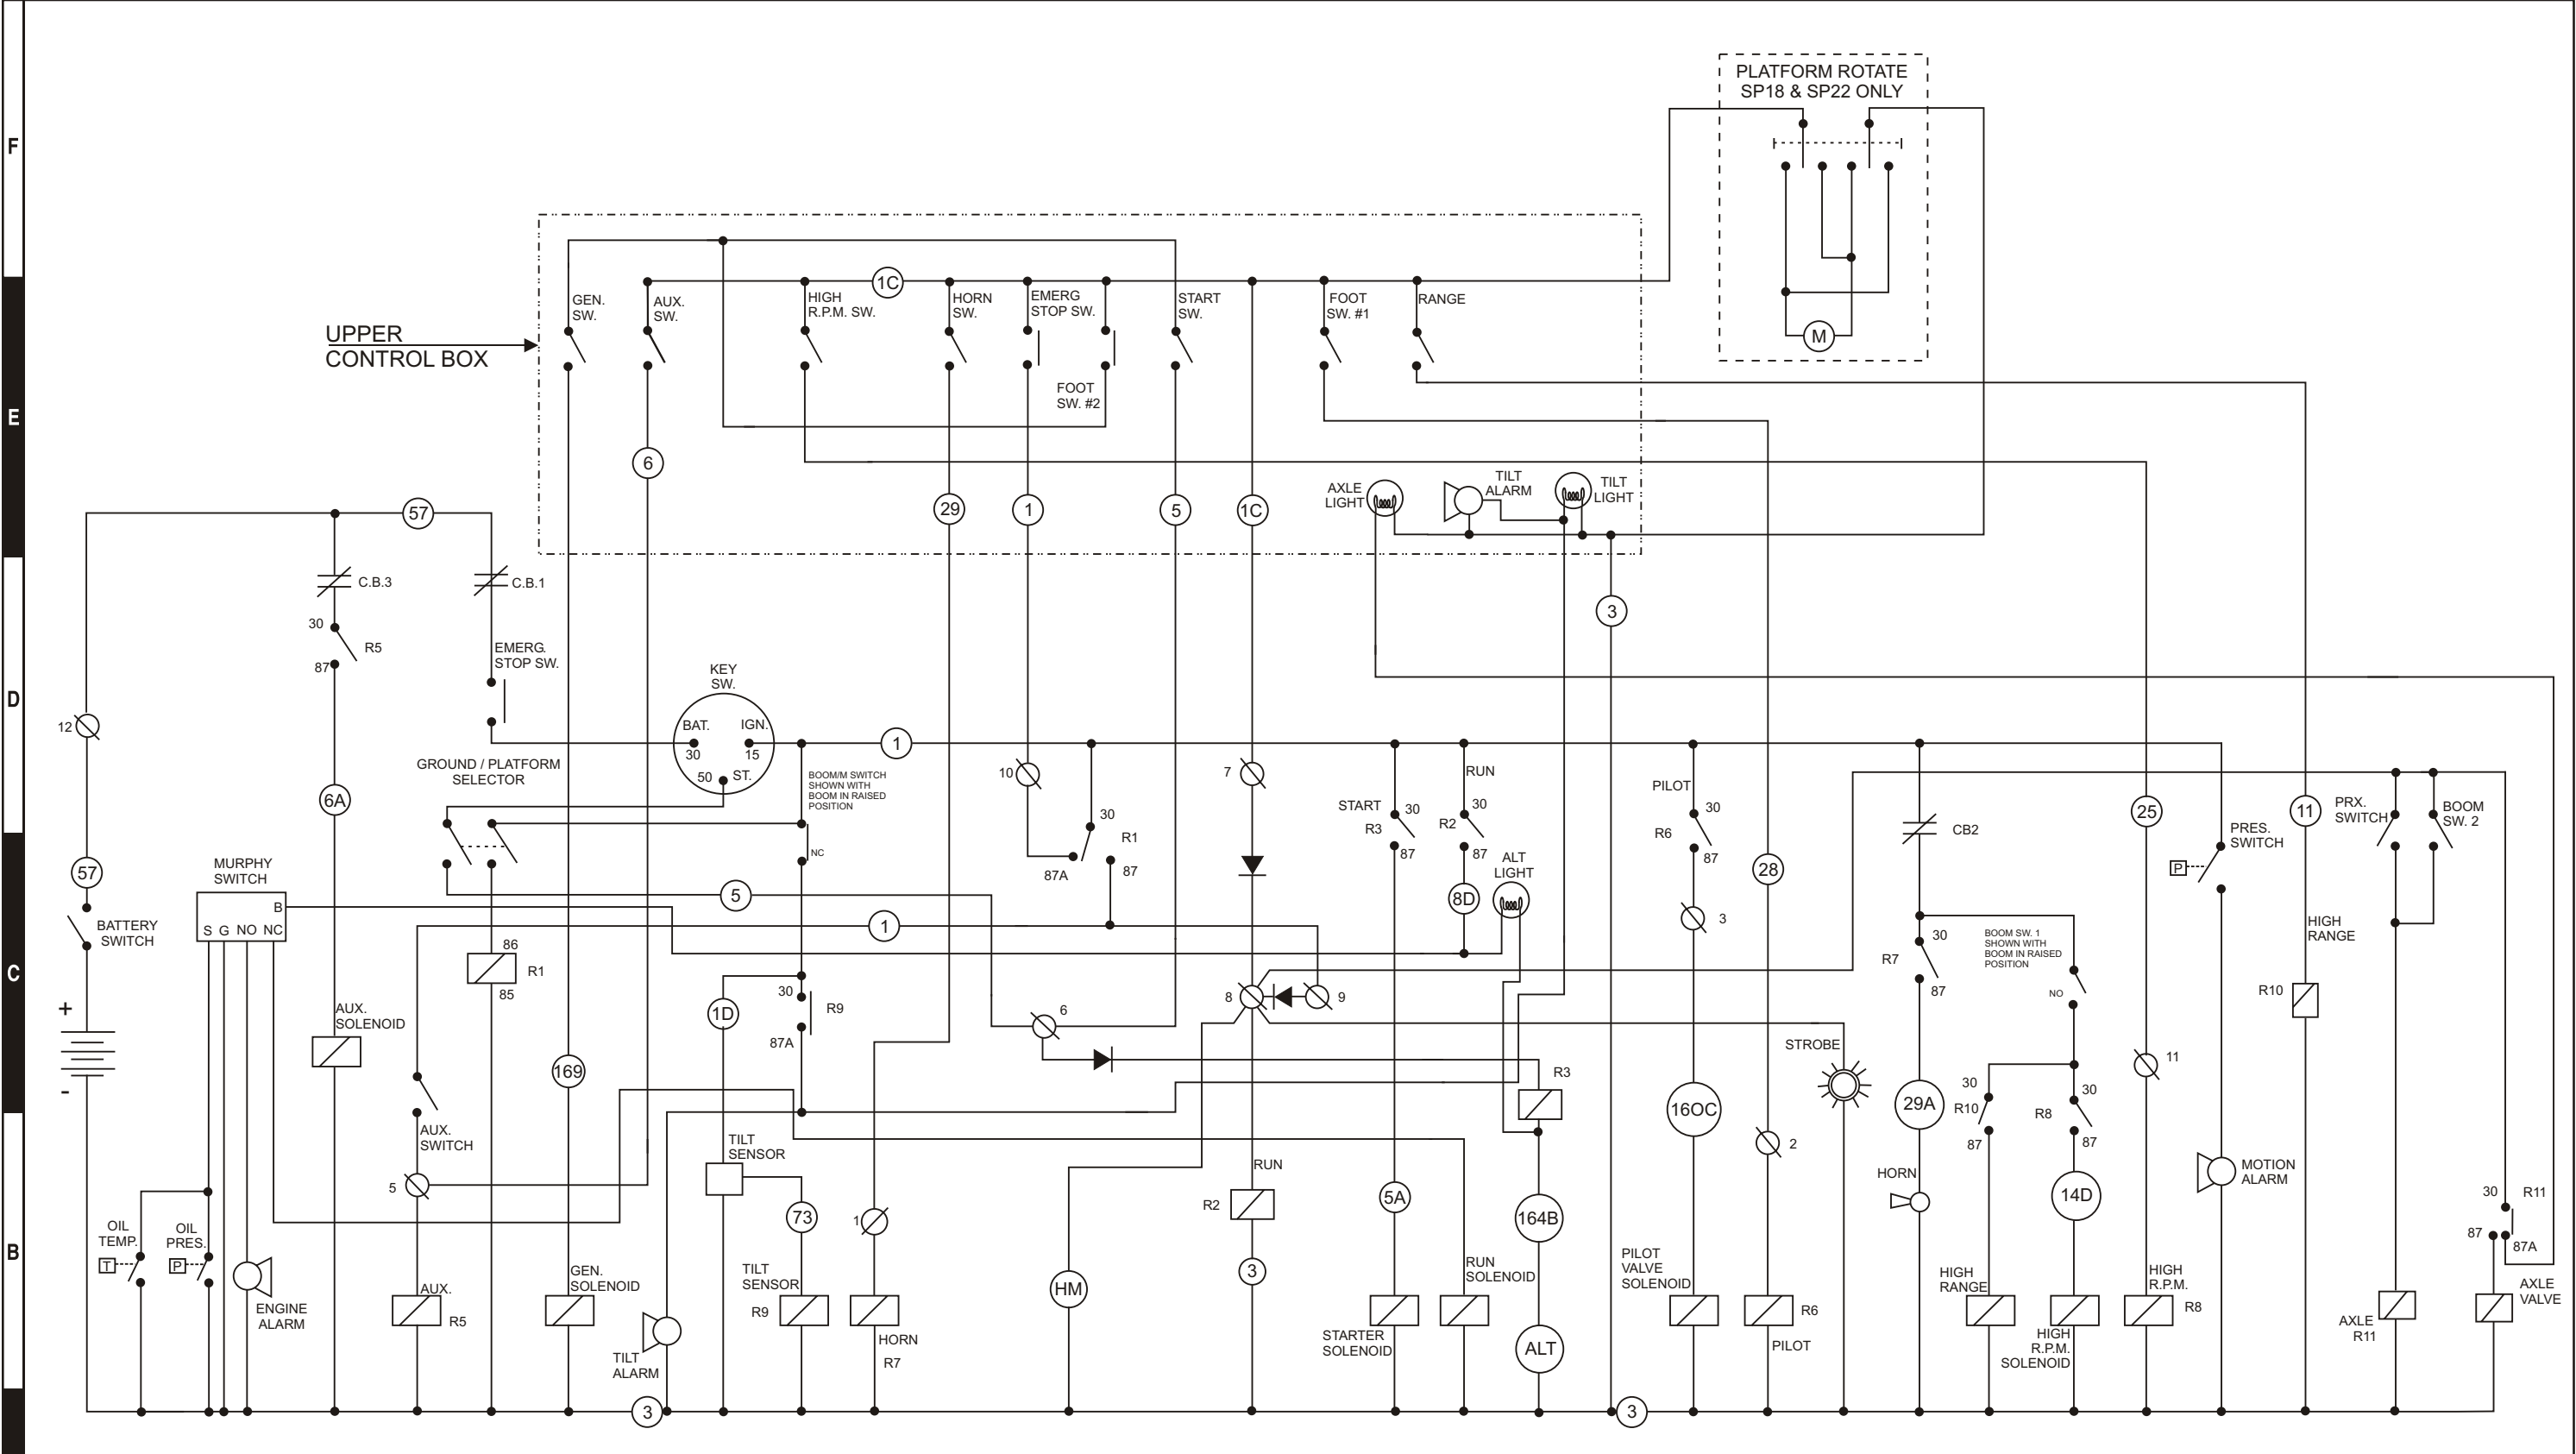 F
E
D
C
B
PLATFORM ROTATE
SP18 & SP22 ONLY
M
UPPER
CONTROL BOX
1C
GEN.
SW.
AUX.
SW.
HIGH
R.P.M. SW.
HORN
SW.
EMERG
STOP SW.
START
SW.
FOOT
SW. #1
RANGE
FOOT
SW. #2
6
29
1
5
1C
AXLE
LIGHT
TILT
ALARM
TILT
LIGHT
57
C.B.3
C.B.1
3
30
R5
87
EMERG.
STOP SW.
KEY
SW.
BAT.
IGN.
30
15
50
ST.
12
1
GROUND / PLATFORM
SELECTOR
BOOM/M SWITCH
SHOWN WITH
BOOM IN RAISED
POSITION
NC
10
7
RUN
PILOT
6A
30
R1
87A
87
START
30
R3
87
30
R2
87
30
R6
87
CB2
25
11
PRX.
SWITCH
BOOM
SW. 2
PRES.
SWITCH
P
57
BATTERY
SWITCH
MURPHY
SWITCH
B
S G NO NC
5
1
8D
ALT
LIGHT
28
3
HIGH
RANGE
86
R1
85
30
R9
87A
1D
30
R7
87
BOOM SW. 1
SHOWN WITH
BOOM IN RAISED
POSITION
NO
R10
+
-
AUX.
SOLENOID
6
8
9
STROBE
169
R3
11
16OC
29A
30
R10
87
30
R8
87
AUX.
SWITCH
5
TILT
SENSOR
73
1
RUN
R2
3
5A
164B
2
HORN
14D
MOTION
ALARM
30
R11
87
87A
OIL
TEMP.
T
OIL
PRES.
P
ENGINE
ALARM
AUX.
R5
GEN.
SOLENOID
TILT
ALARM
TILT
SENSOR
R9
HORN
R7
HM
STARTER
SOLENOID
RUN
SOLENOID
ALT
PILOT
VALVE
SOLENOID
R6
PILOT
HIGH
RANGE
HIGH
R.P.M.
SOLENOID
HIGH
R.P.M.
R8
AXLE
R11
AXLE
VALVE
3
3